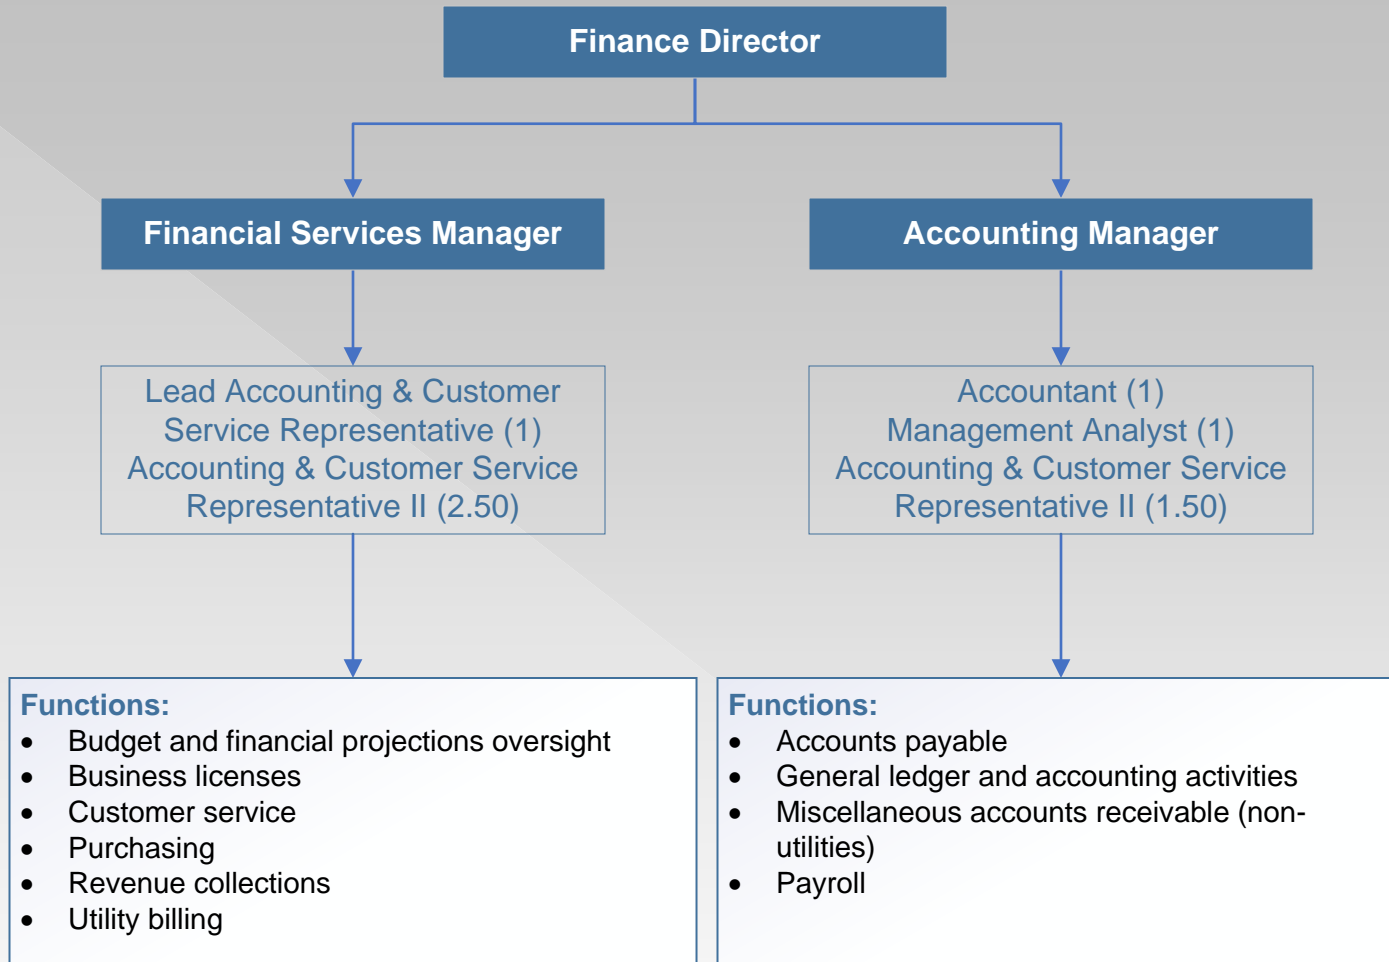 Finance Director
Financial Services Manager
Accounting Manager
Lead Accounting & Customer
Service Representative (1)
Accounting & Customer Service
Representative II (2.50)
Accountant (1)
Management Analyst (1)
Accounting & Customer Service
Representative II (1.50)
Functions:
• Budget and financial projections oversight
• Business licenses
• Customer service
• Purchasing
• Revenue collections
• Utility billing
Functions:
• Accounts payable
• General ledger and accounting activities
• Miscellaneous accounts receivable (non-
utilities)
• Payroll